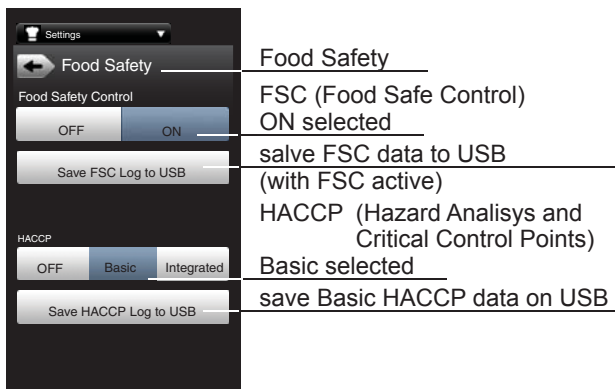 Settings
Food Safety
Food Safety Control
OFF ON
Save FSC Log to USB
HACCP
OFF Basic Integrated
Save HACCP Log to USB
Food Safety
FSC (Food Safe Control)
ON selected
salve FSC data to USB
(with FSC active)
HACCP (Hazard Analisys and
Critical Control Points)
Basic selected
save Basic HACCP data on USB